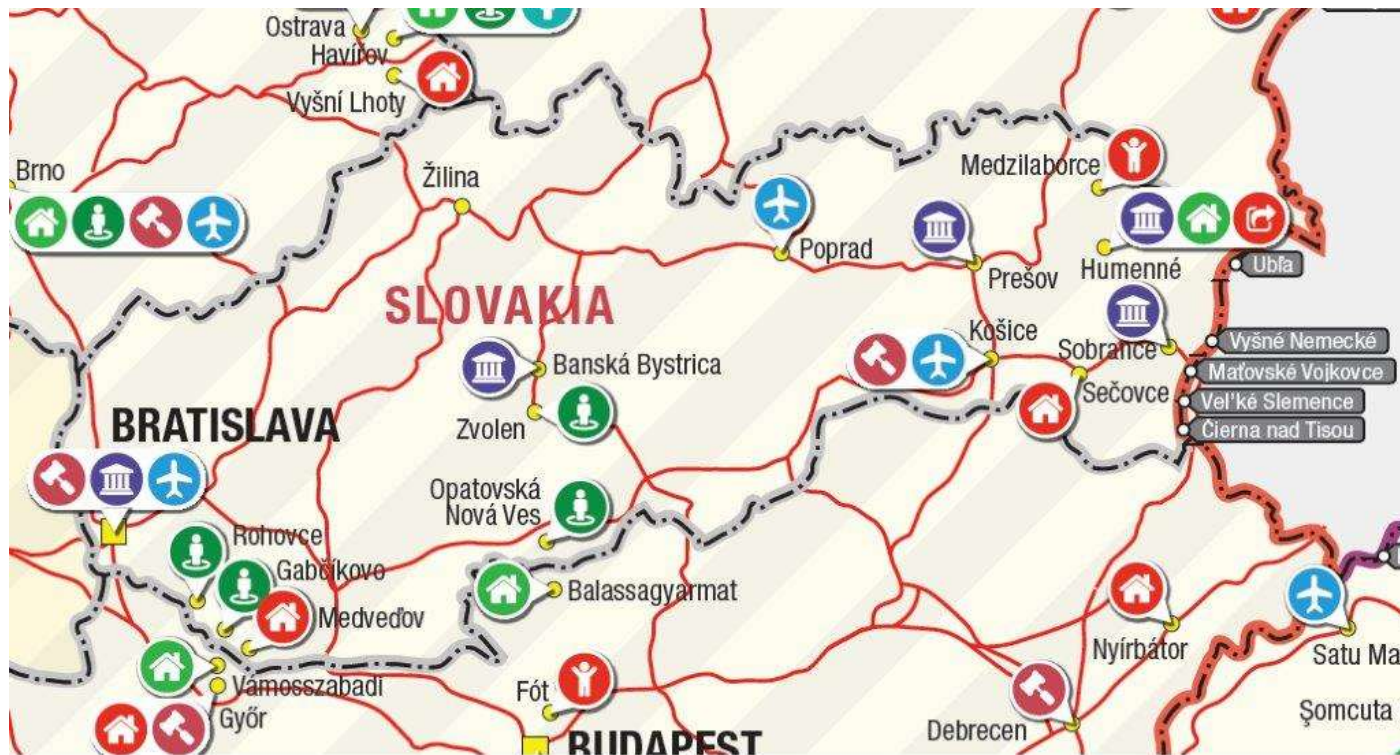 Ostrava
Havířov
Vyšní Lhoty
Brno
Žilina
Medzilaborce
Poprad
Prešov
Humenné
Ubľa
SLOVAKIA
Košice
Sobrance
Vyšné Nemecké
Banská Bystrica
Sečovce
Maťovské Vojkovce
Veľké Slemence
Čierna nad Tisou
Zvolen
BRATISLAVA
Opatovská
Nová Ves
Rohovce
Gabčíkovo
Medveďov
Balassagyarmat
Nyírbátor
Satu Ma
Vámosszabadi
Győr
Fót
Debrecen
Şomcuta
BUDAPEST